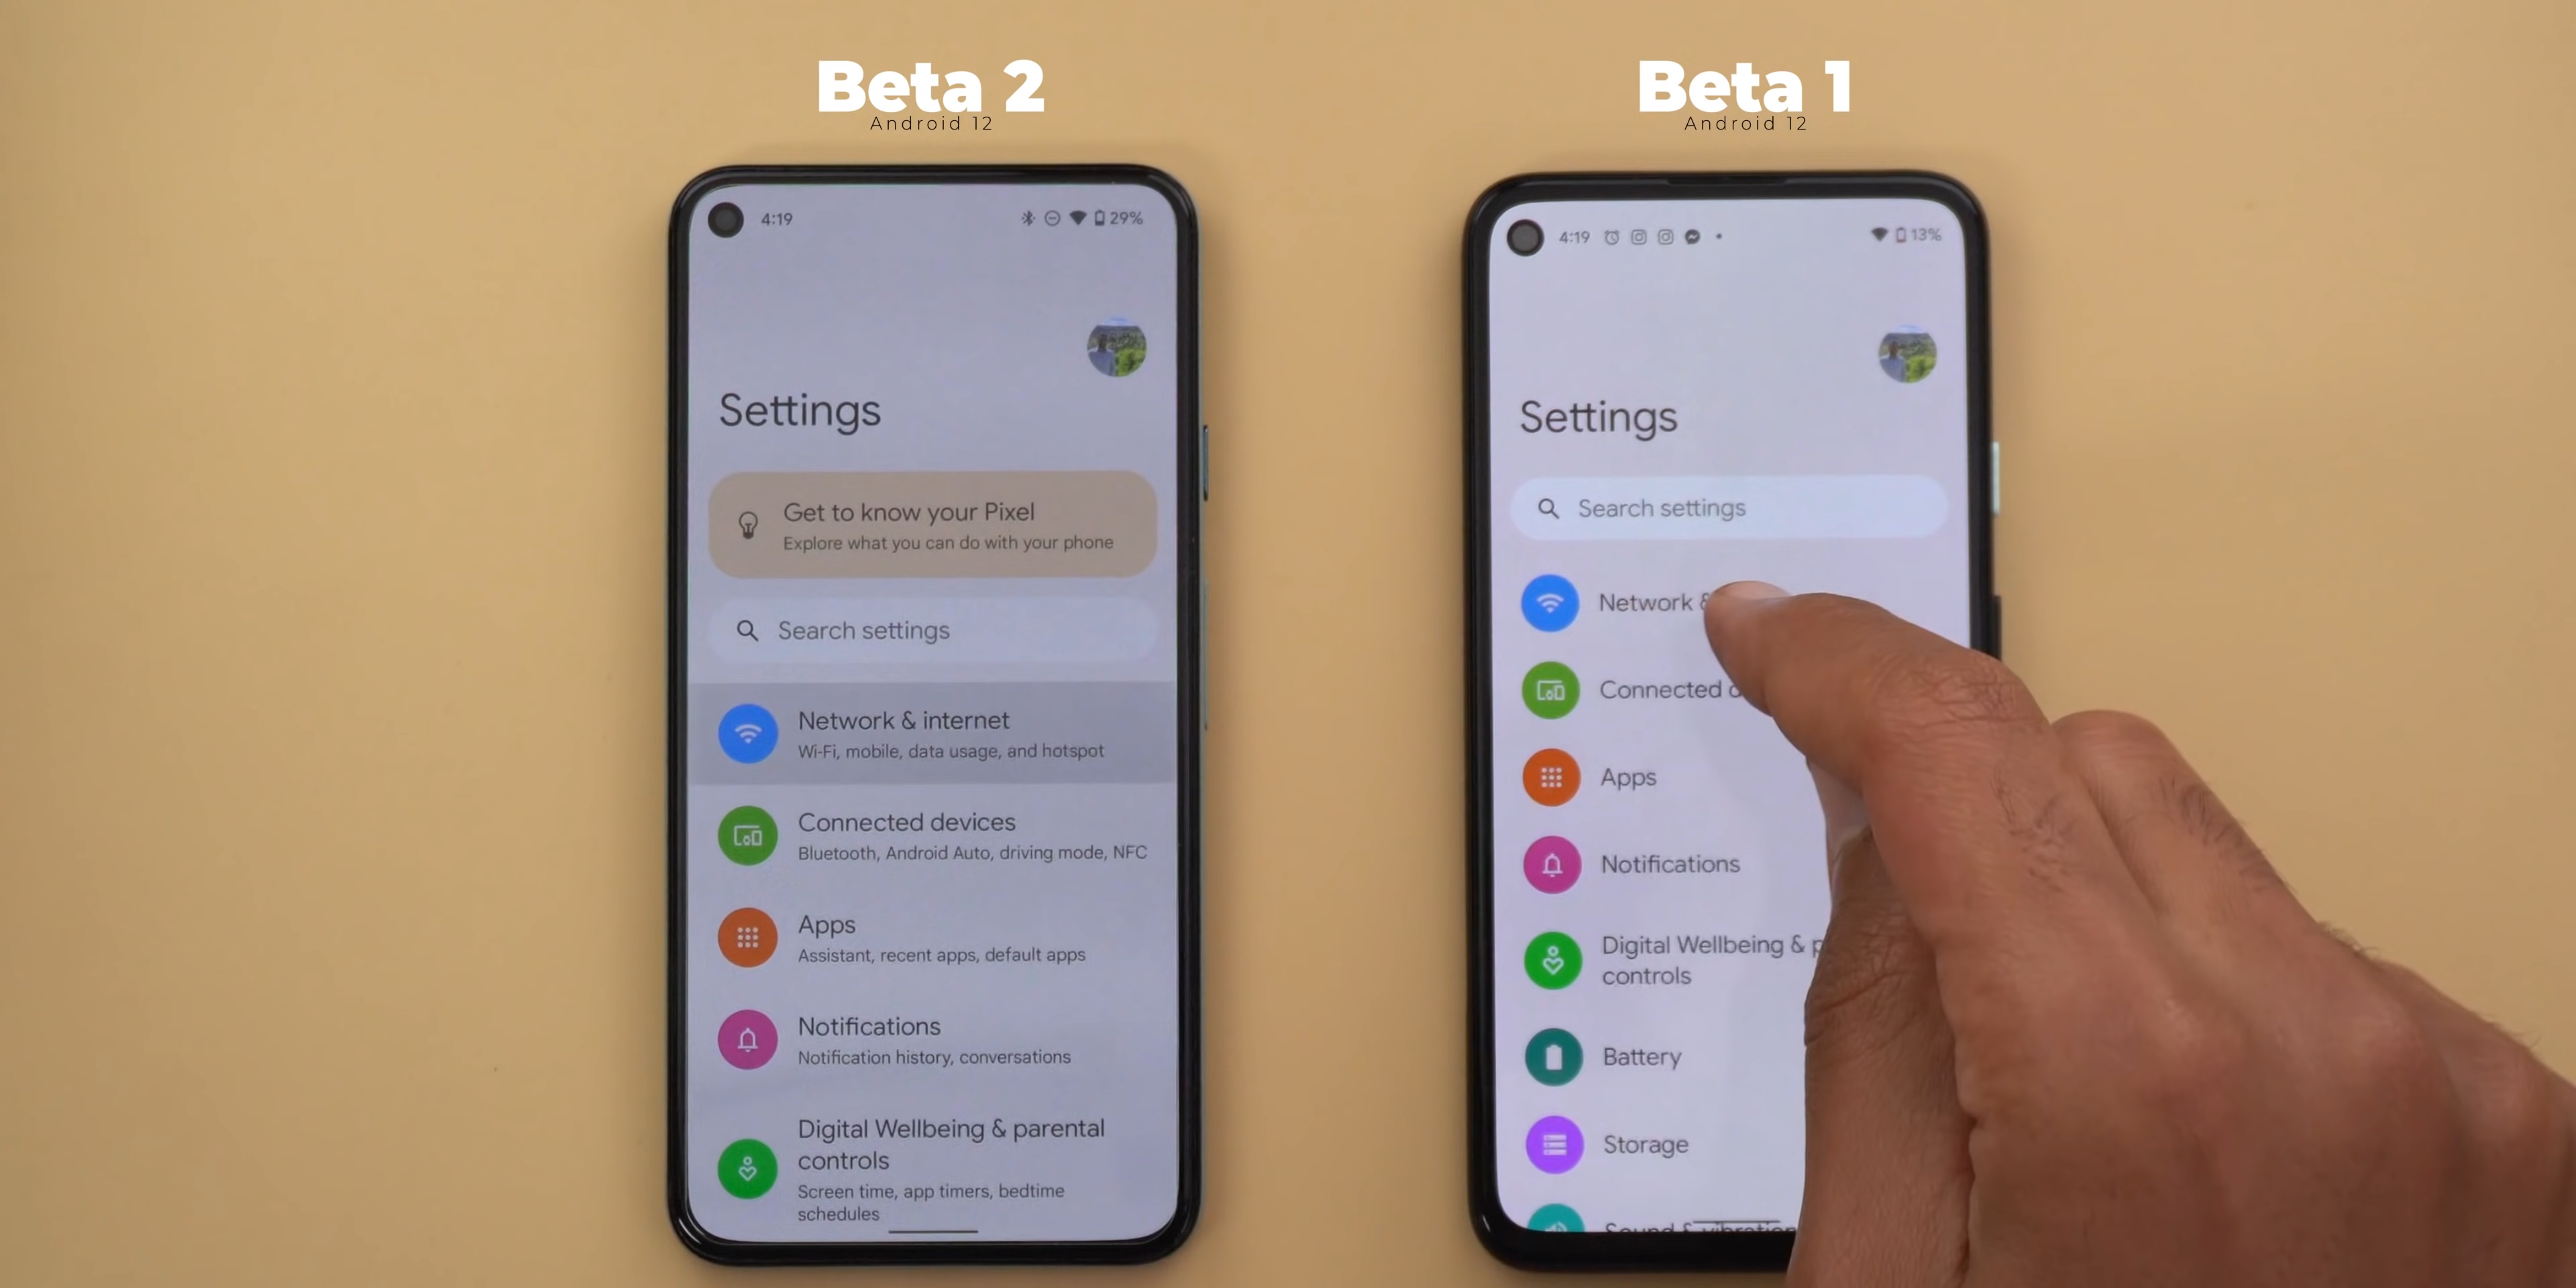 Beta 2
Android 12
4:19
29%
Settings
Get to know your Pixel
Explore what you can do with your phone
Search settings
Network & internet
Wi-Fi, mobile, data usage, and hotspot
Connected devices
Bluetooth, Android Auto, driving mode, NFC
Apps
Assistant, recent apps, default apps
Notifications
Notification history, conversations
Digital Wellbeing & parental
controls
Screen time, app timers, bedtime
schedules
Beta 1
Android 12
4:19
13%
Settings
Search settings
Network &
Connected
Apps
Notifications
Digital Wellbeing &
controls
Battery
Storage
Sound & vibration